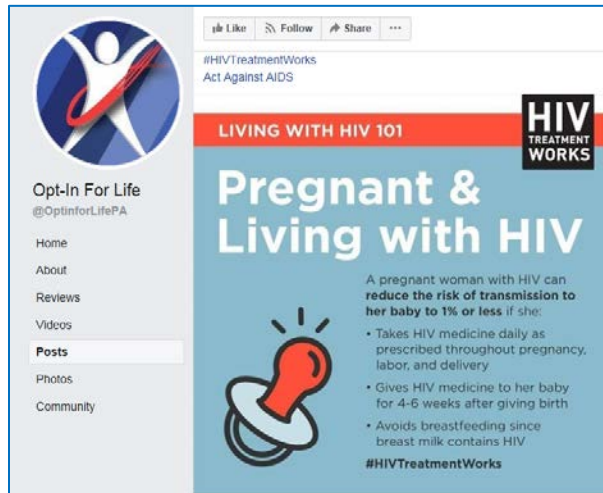 Like Follow Share ...
#HIVTreatmentWorks
Act Against AIDS
Opt-In For Life
@OptinforLifePA
Home
About
Reviews
Videos
Posts
Photos
Community
LIVING WITH HIV 101
HIV
TREATMENT
WORKS
Pregnant &
Living with HIV
A pregnant woman with HIV can
reduce the risk of transmission to
her baby to 1% or less if she:
• Takes HIV medicine daily as
prescribed throughout pregnancy,
labor, and delivery
• Gives HIV medicine to her baby
for 4-6 weeks after giving birth
• Avoids breastfeeding since
breast milk contains HIV
#HIVTreatmentWorks